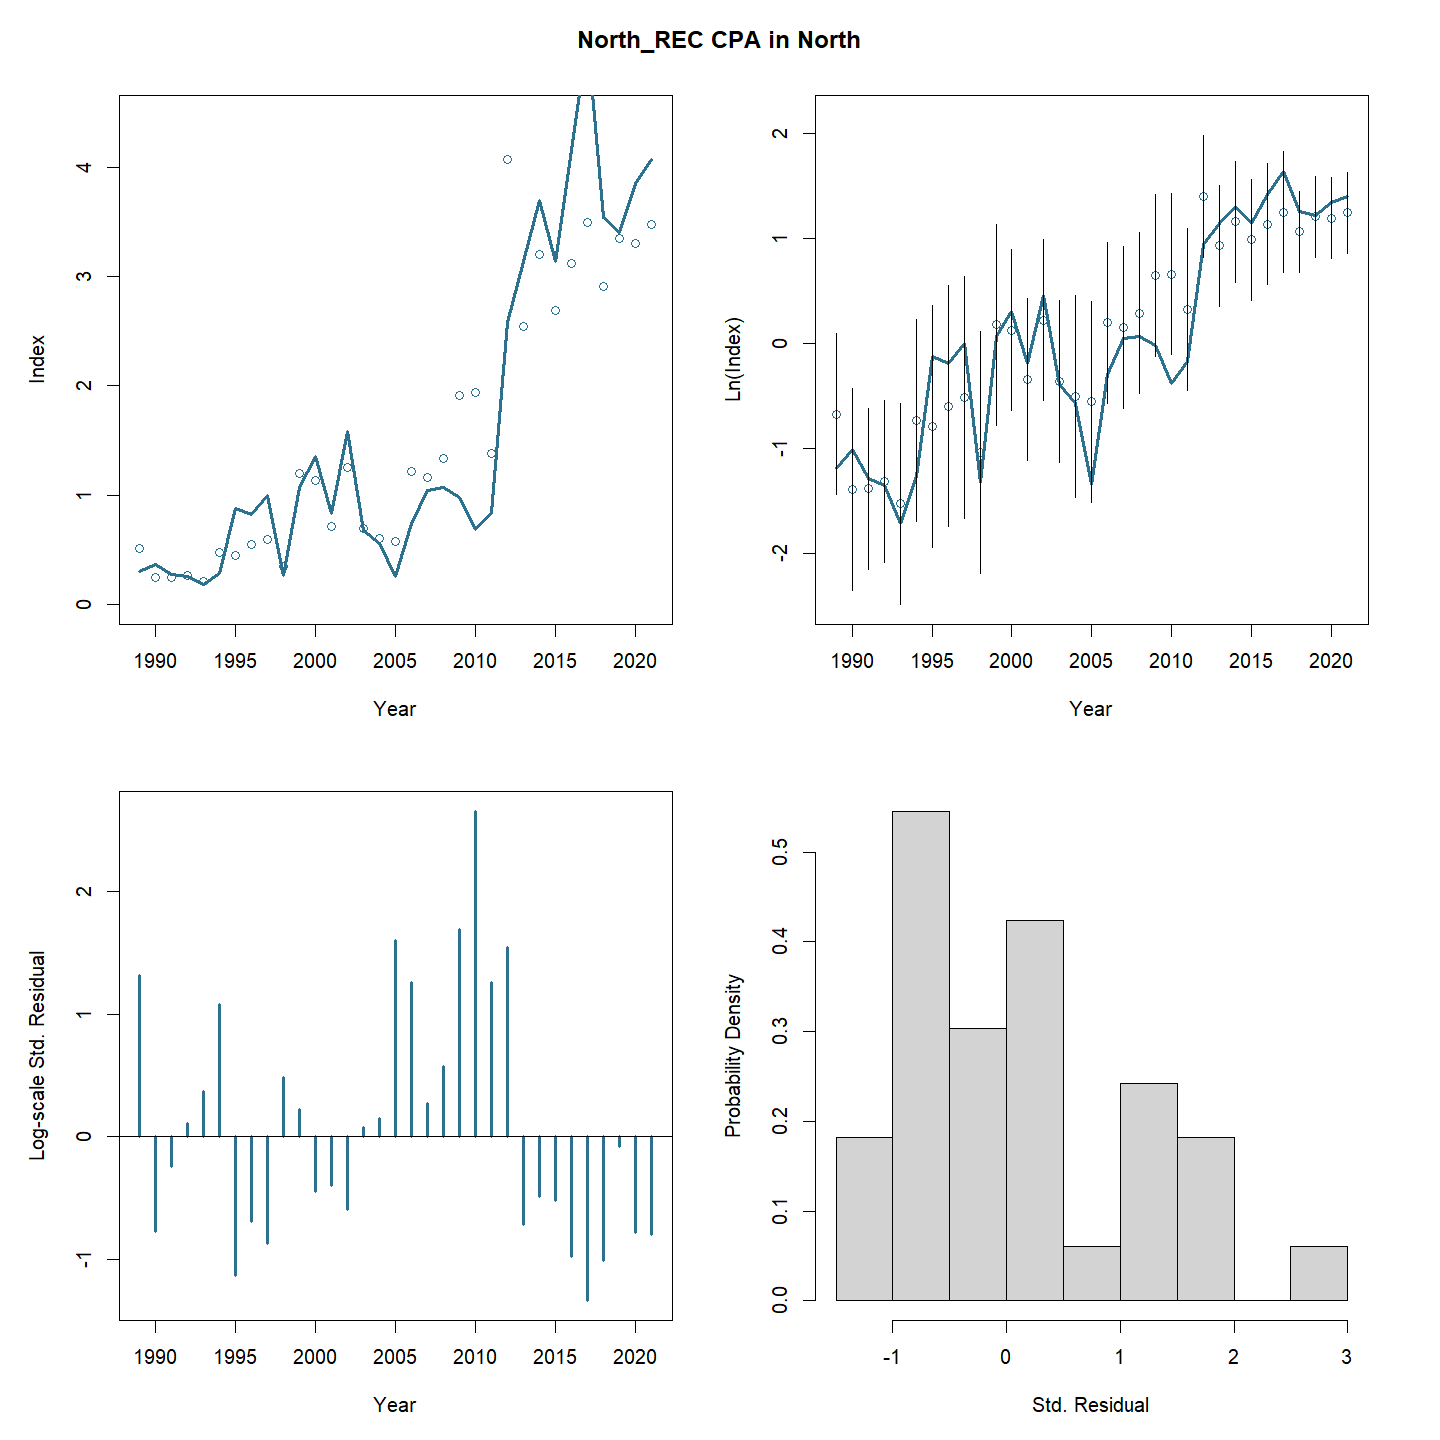 North_REC CPA in North
Index
4
3
2
1
0
1990 1995 2000 2005 2010 2015 2020
Year
Ln(Index)
2
1
0
-1
-2
1990 1995 2000 2005 2010 2015 2020
Year
Log-scale Std. Residual
2
1
0
-1
1990 1995 2000 2005 2010 2015 2020
Year
Probability Density
0.5
0.4
0.3
0.2
0.1
0.0
-1 0 1 2 3
Std. Residual